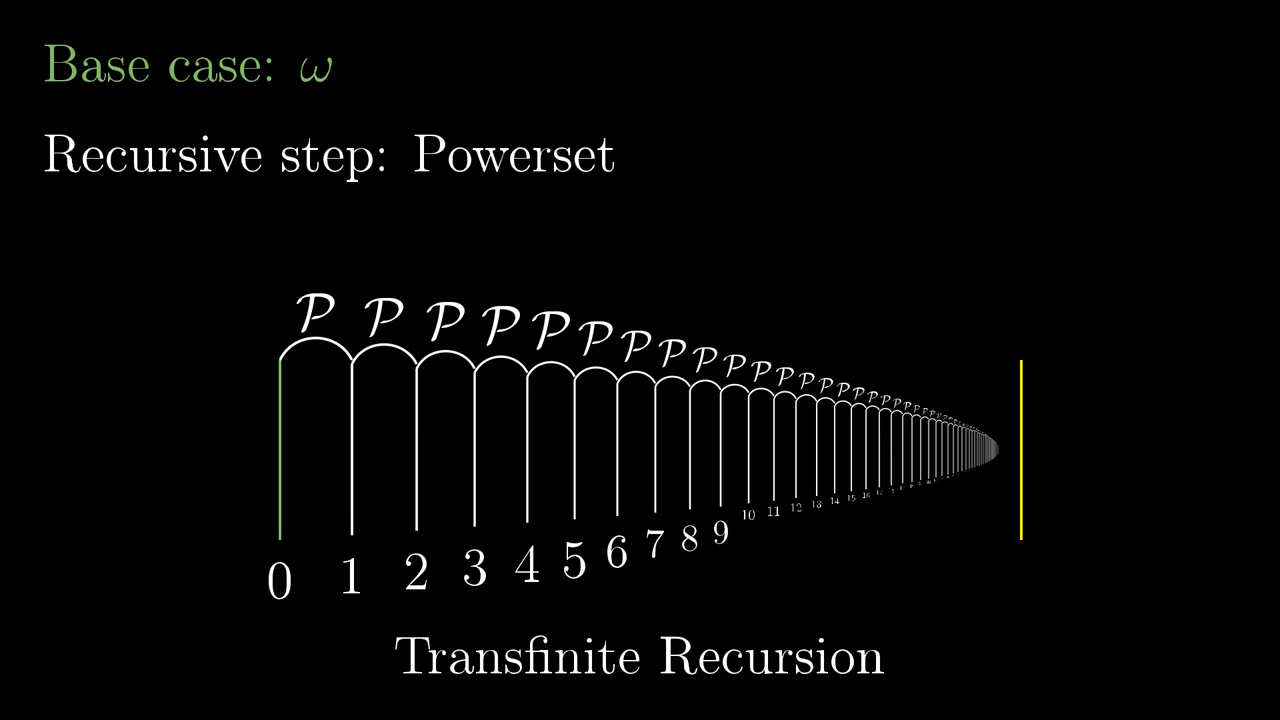 Base case: ω
Recursive step: Powerset
𝒫 𝒫 𝒫 𝒫 𝒫 𝒫 𝒫 𝒫 𝒫 𝒫 𝒫 𝒫 𝒫 𝒫 𝒫 𝒫 𝒫 𝒫
0 1 2 3 4 5 6 7 8 9 10 11 12 13 14 15 16
Transfinite Recursion